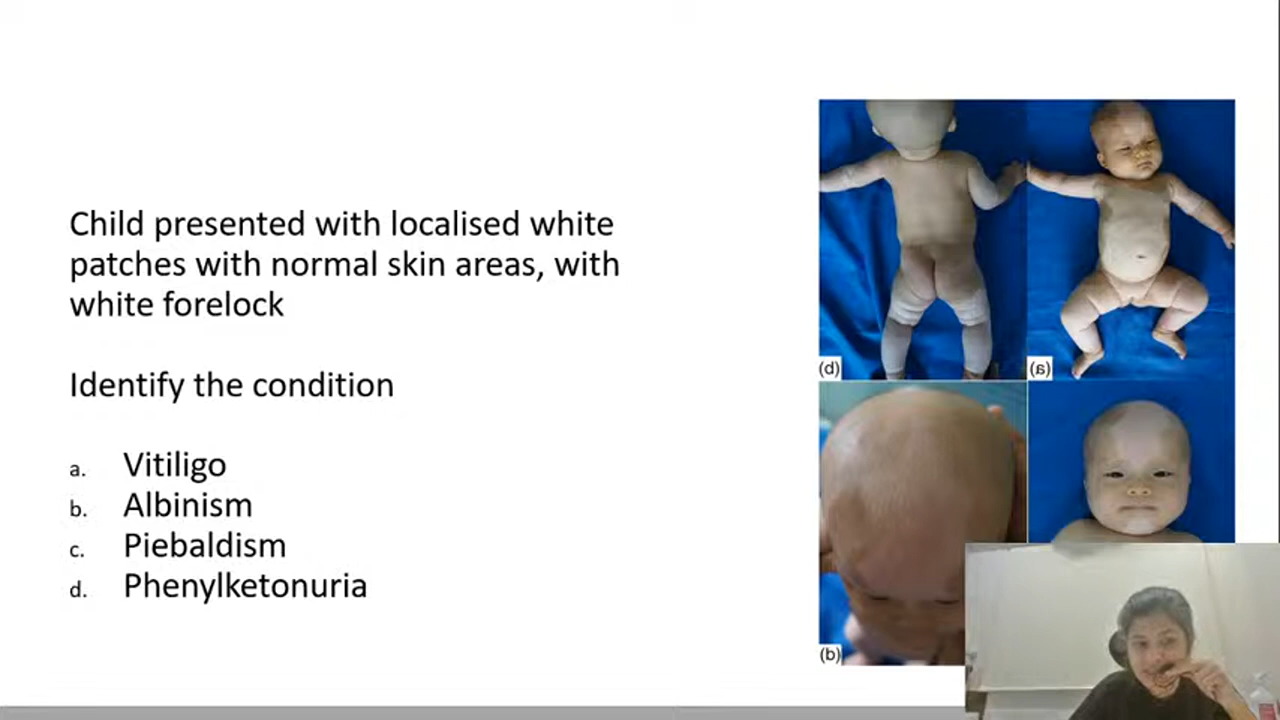 Child presented with localised white
patches with normal skin areas, with
white forelock
Identify the condition
a. Vitiligo
b. Albinism
c. Piebaldism
d. Phenylketonuria
(d)
(a)
(b)